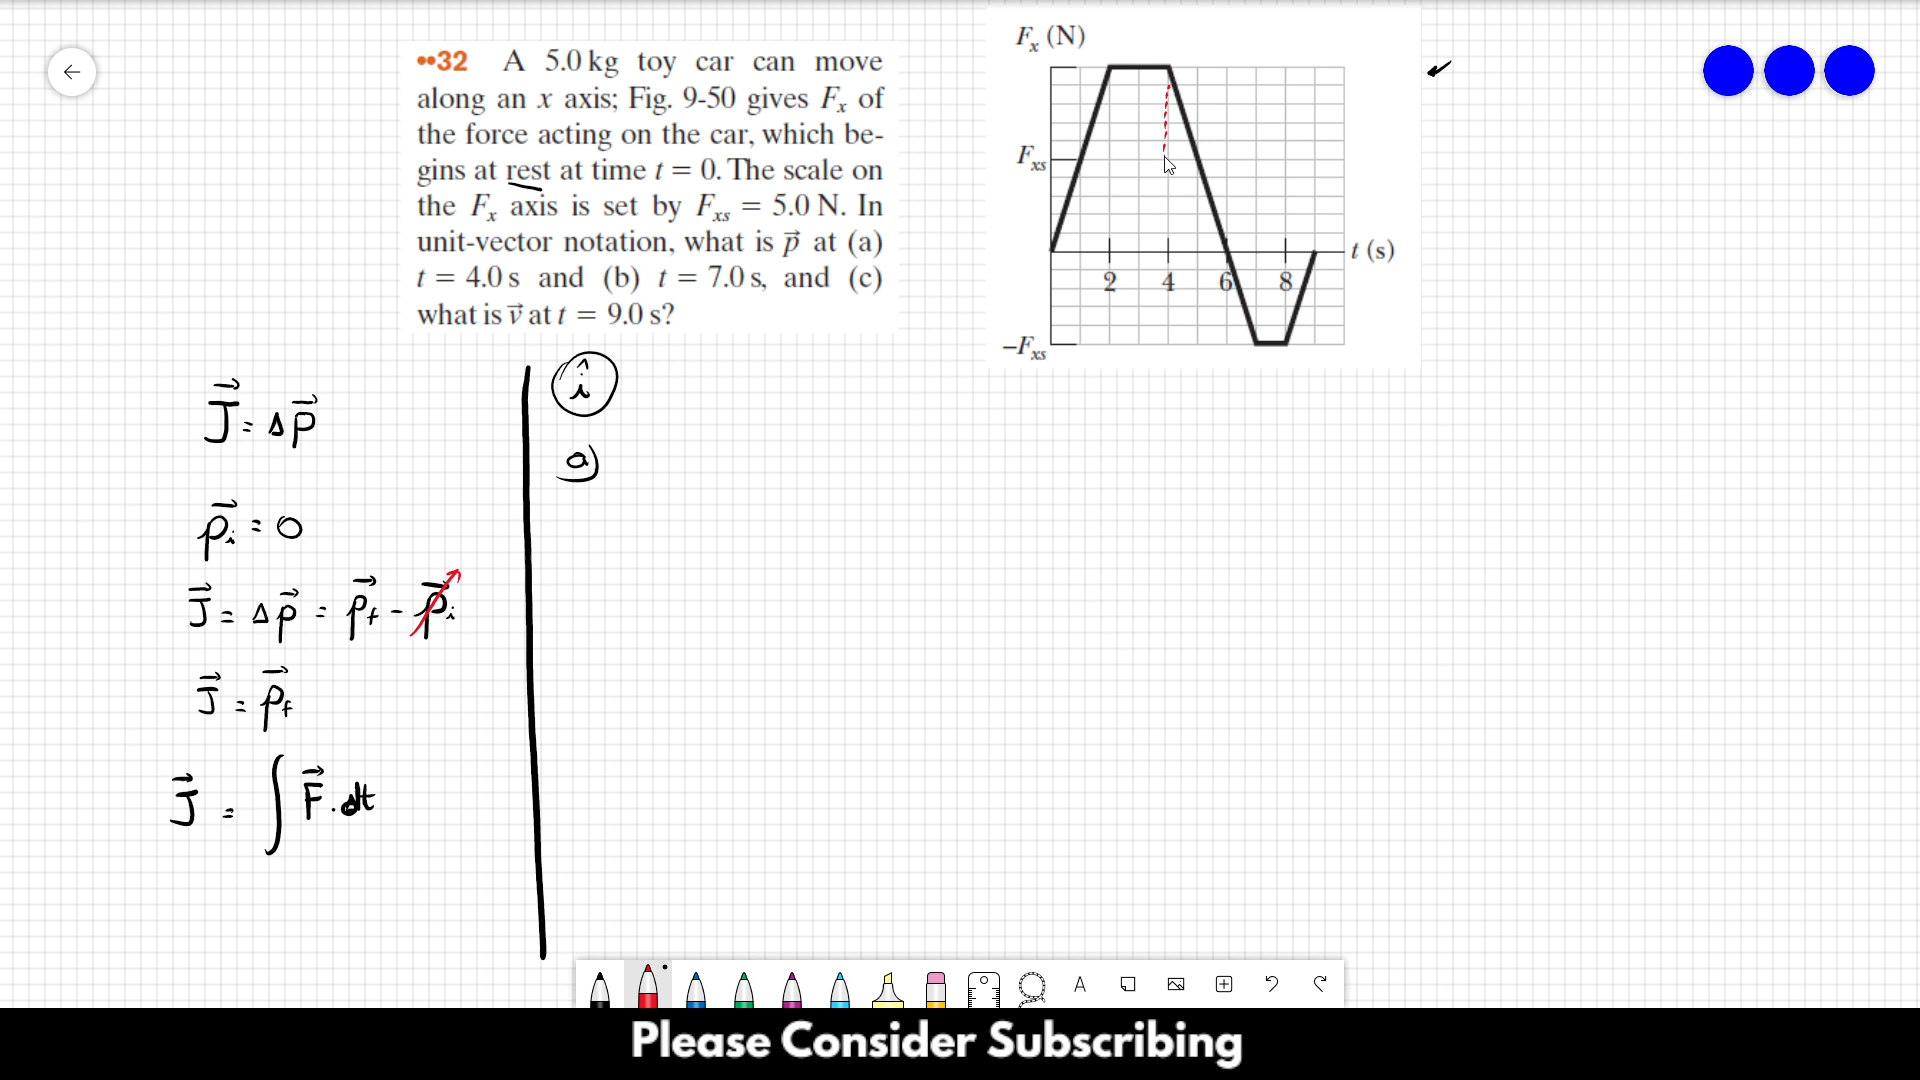 ••32 A 5.0 kg toy car can move
along an x axis; Fig. 9-50 gives Fx of
the force acting on the car, which be-
gins at rest at time t = 0. The scale on
the Fx axis is set by Fxs = 5.0 N. In
unit-vector notation, what is p⃗ at (a)
t = 4.0 s and (b) t = 7.0 s, and (c)
what is v⃗ at t = 9.0 s?
Fx (N)
Fxs
–Fxs
2 4 6 8
t (s)
J⃗ = Δp⃗
p⃗i = 0
J⃗ = Δp⃗ = p⃗f - p⃗i
J⃗ = p⃗f
J⃗ = ∫ F⃗ . dt
î
a)
A
Please Consider Subscribing